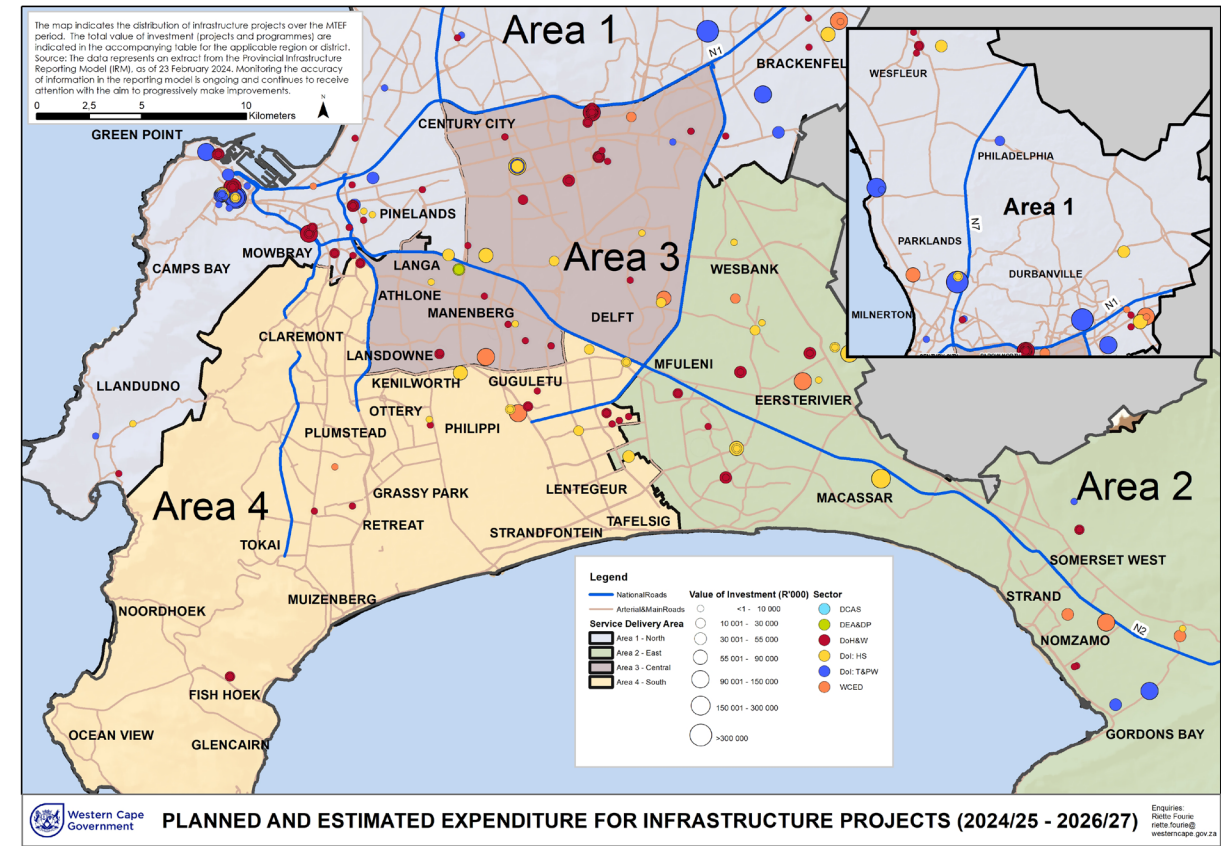 The map indicates the distribution of infrastructure projects over the MTEF
period. The total value of investment (projects and programmes) are
indicated in the accompanying table for the applicable region or district.
Source: The data represents an extract from the Provincial Infrastructure
Reporting Model (IRM), as of 23 February 2024. Monitoring the accuracy
of information in the reporting model is ongoing and continues to receive
attention with the aim to progressively make improvements.
0 2,5 5 10
Kilometers
N
Area 1
N1
BRACKENFEL
GREEN POINT
CENTURY CITY
PINELANDS
MOWBRAY
CAMPS BAY
LANGA
Area 3
WESBANK
ATHLONE
MANENBERG
DELFT
CLAREMONT
LANSDOWNE
MFULENI
LLANDUDNO
KENILWORTH
GUGULETU
OTTERY
EERSTERIVIER
PLUMSTEAD
PHILIPPI
Area 4
GRASSY PARK
LENTEGEUR
MACASSAR
Area 2
RETREAT
TAFELSIG
STRANDFONTEIN
TOKAI
SOMERSET WEST
MUIZENBERG
STRAND
NOORDHOEK
N2
NOMZAMO
FISH HOEK
OCEAN VIEW
GLENCAIRN
GORDONS BAY
WESFLEUR
PHILADELPHIA
Area 1
N7
PARKLANDS
DURBANVILLE
N1
MILNERTON
Legend
NationalRoads
Arterial&MainRoads
Service Delivery Area
Area 1 - North
Area 2 - East
Area 3 - Central
Area 4 - South
Value of Investment (R'000)
<1 - 10 000
10 001 - 30 000
30 001 - 55 000
55 001 - 90 000
90 001 - 150 000
150 001 - 300 000
>300 000
Sector
DCAS
DEA&DP
DoH&W
DoI: HS
DoI: T&PW
WCED
Western Cape
Government
PLANNED AND ESTIMATED EXPENDITURE FOR INFRASTRUCTURE PROJECTS (2024/25 - 2026/27)
Enquiries:
Riëtte Fourie
riette.fourie@
westerncape.gov.za